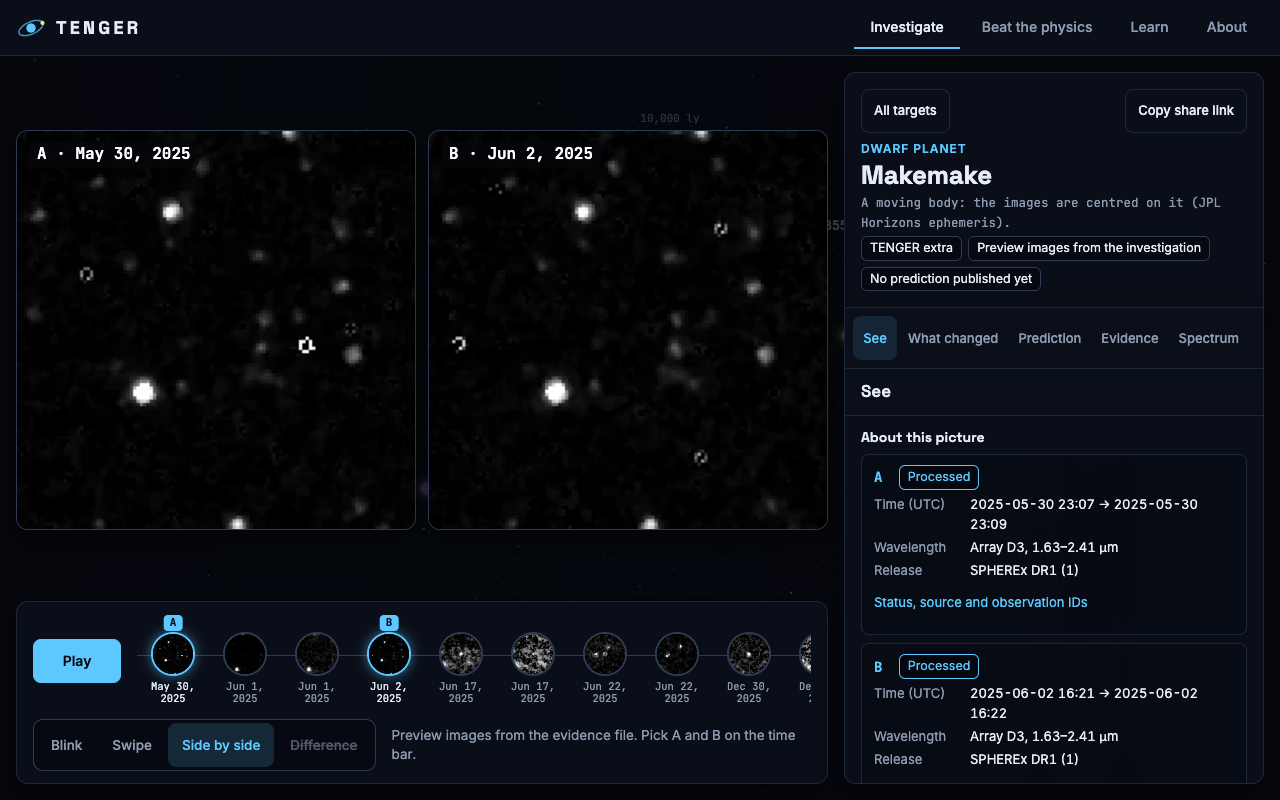 TENGER
Investigate
Beat the physics
Learn
About
10,000 ly
A · May 30, 2025
B · Jun 2, 2025
All targets
Copy share link
DWARF PLANET
Makemake
A moving body: the images are centred on it (JPL
Horizons ephemeris).
TENGER extra
Preview images from the investigation
No prediction published yet
See
What changed
Prediction
Evidence
Spectrum
See
About this picture
A
Processed
Time (UTC)
2025-05-30 23:07 → 2025-05-30
23:09
Wavelength
Array D3, 1.63–2.41 µm
Release
SPHEREx DR1 (1)
Status, source and observation IDs
B
Processed
Time (UTC)
2025-06-02 16:21 → 2025-06-02
16:22
Wavelength
Array D3, 1.63–2.41 µm
Release
SPHEREx DR1 (1)
Play
A
B
May 30,
2025
Jun 1,
2025
Jun 1,
2025
Jun 2,
2025
Jun 17,
2025
Jun 17,
2025
Jun 22,
2025
Jun 22,
2025
Dec 30,
2025
Blink
Swipe
Side by side
Difference
Preview images from the evidence file. Pick A and B on the time
bar.